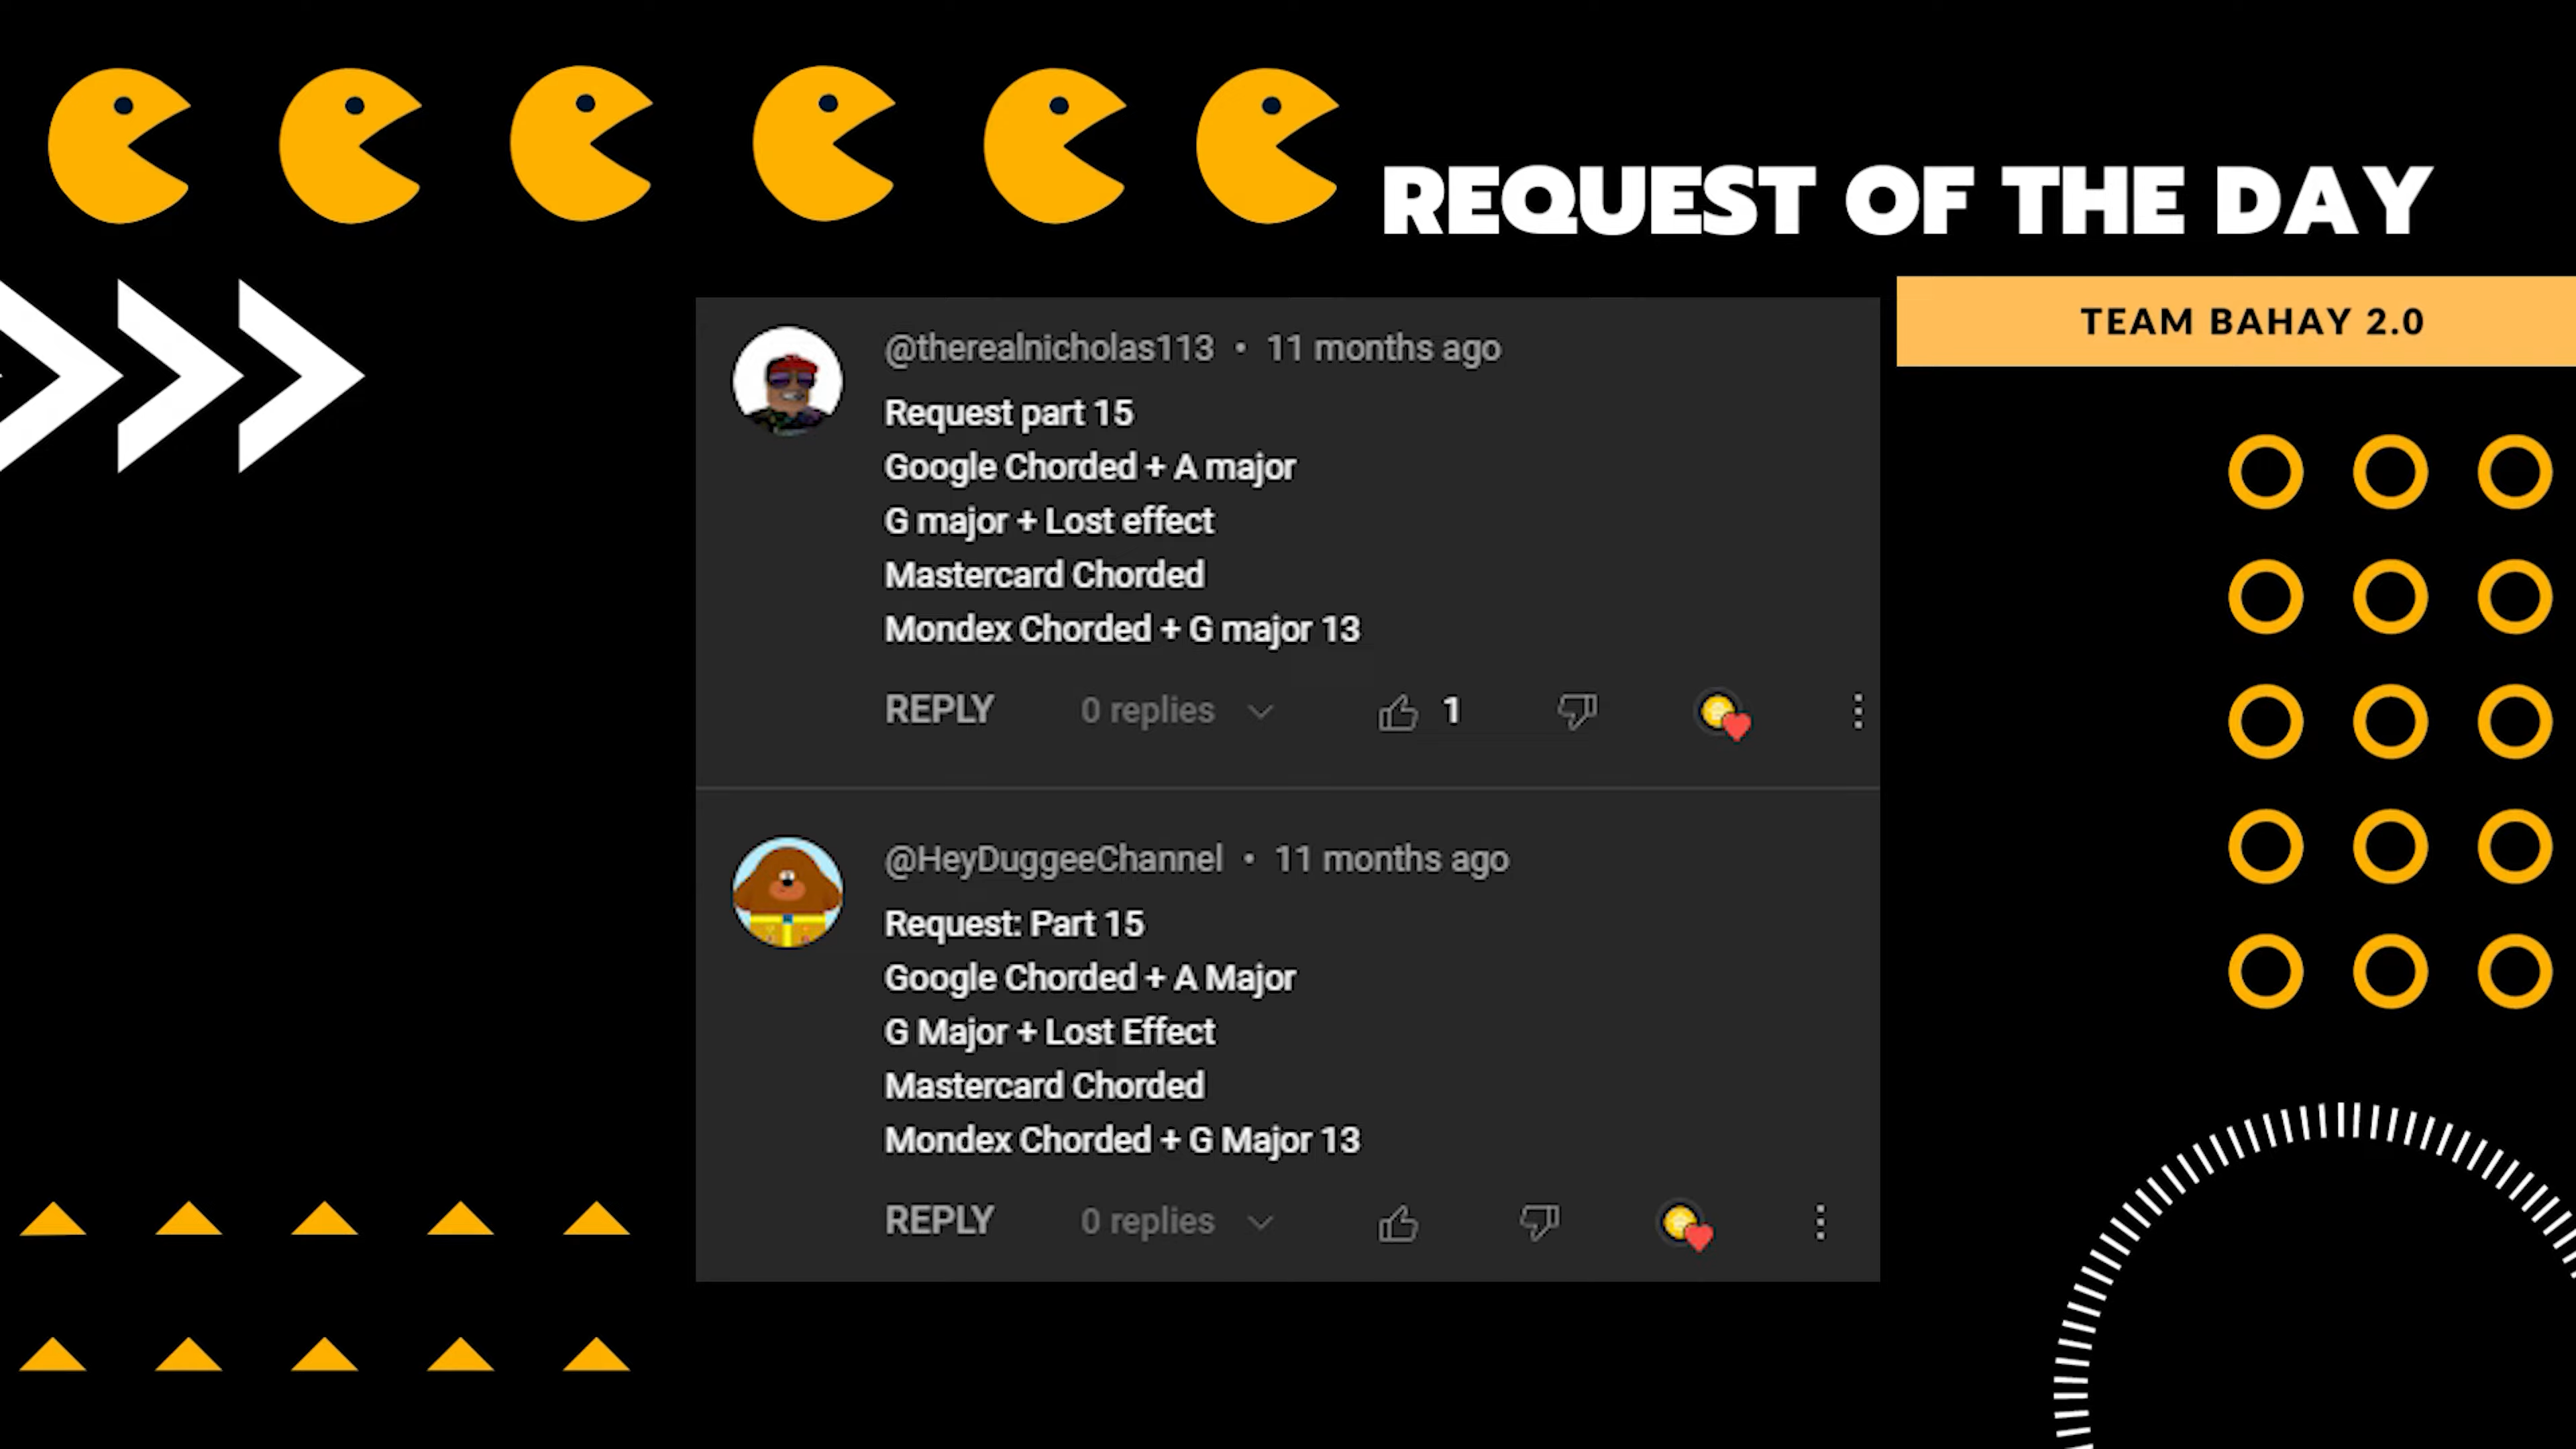 REQUEST OF THE DAY
TEAM BAHAY 2.0
@therealnicholas113 • 11 months ago
Request part 15
Google Chorded + A major
G major + Lost effect
Mastercard Chorded
Mondex Chorded + G major 13
REPLY 0 replies 1
@HeyDuggeeChannel • 11 months ago
Request: Part 15
Google Chorded + A Major
G Major + Lost Effect
Mastercard Chorded
Mondex Chorded + G Major 13
REPLY 0 replies